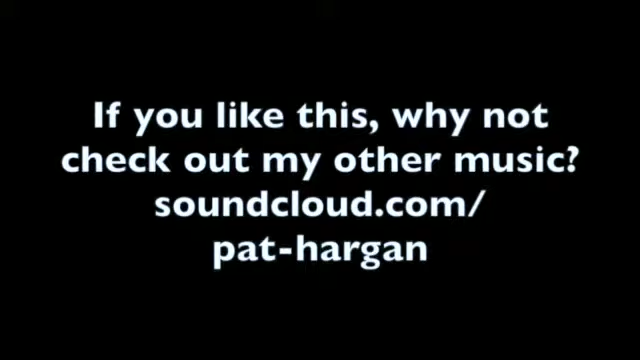 If you like this, why not
check out my other music?
soundcloud.com/
pat-hargan